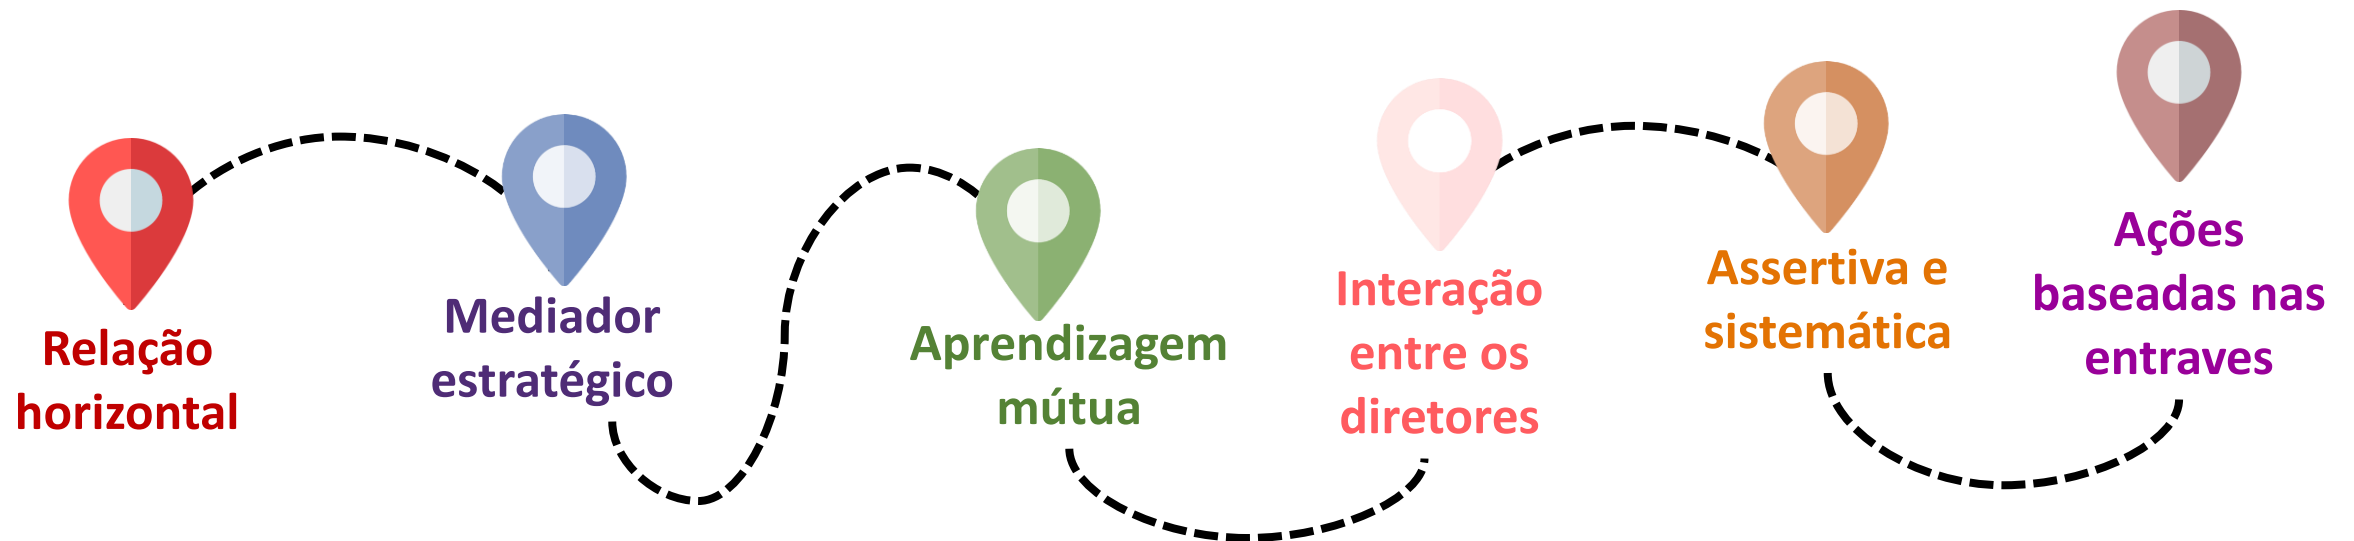 Relação
horizontal
Mediador
estratégico
Aprendizagem
mútua
Interação
entre os
diretores
Assertiva e
sistemática
Ações
baseadas nas
entraves